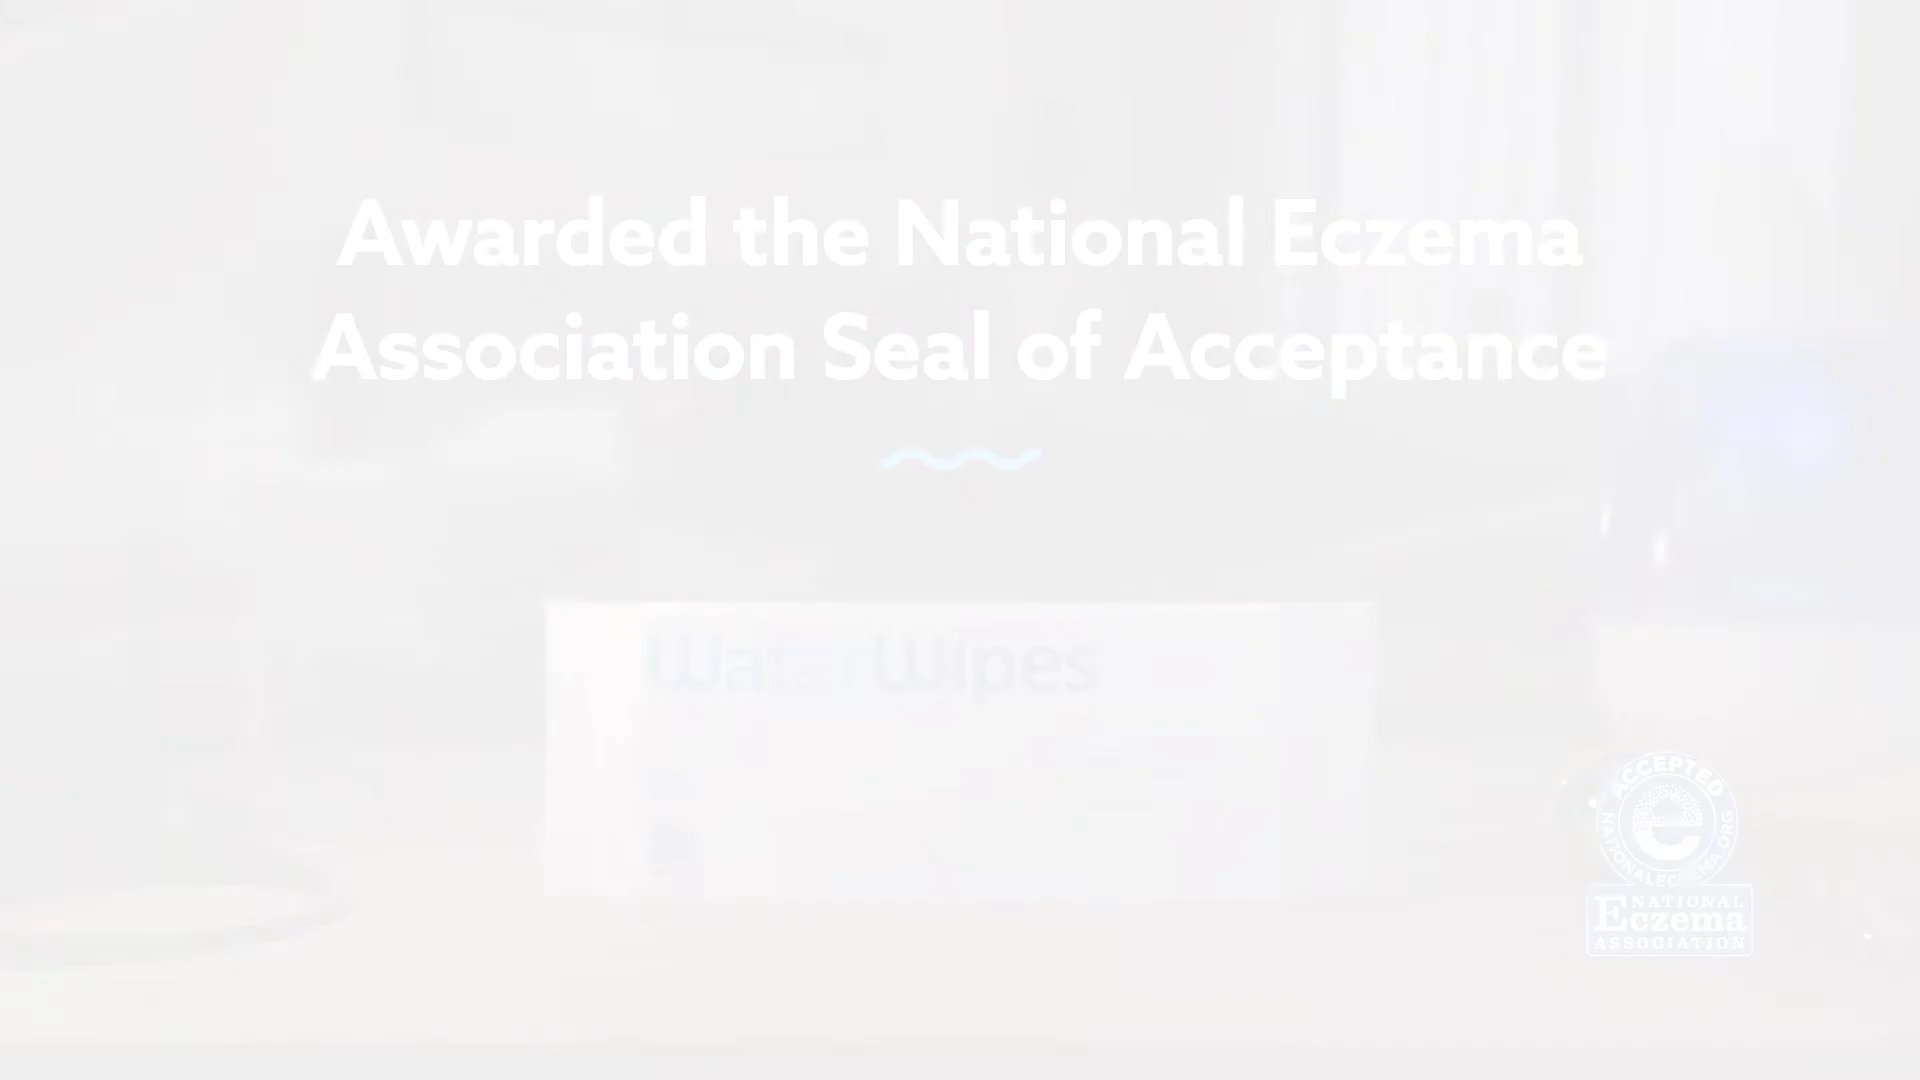 Awarded the National Eczema
Association Seal of Acceptance
WaterWipes
ACCEPTED
NATIONALECZEMA.ORG
NATIONAL
Eczema
ASSOCIATION